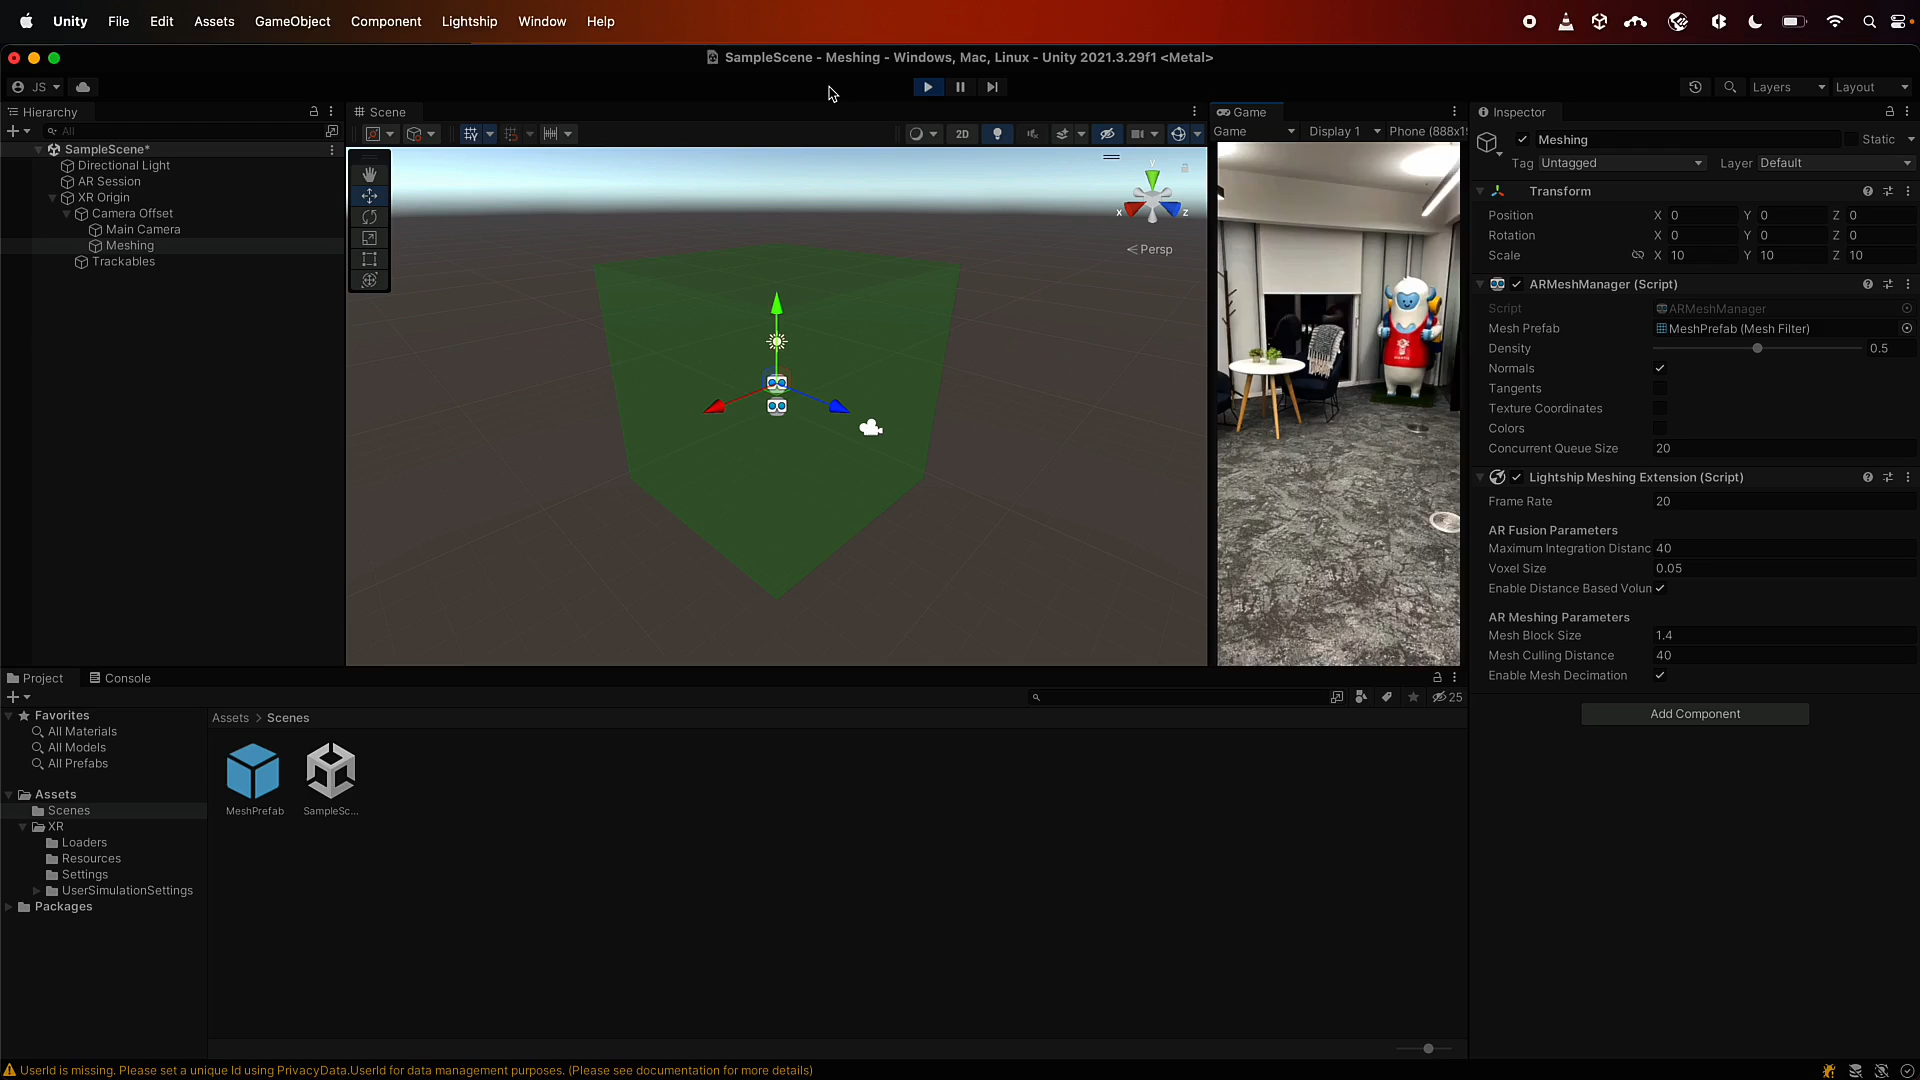 Unity File Edit Assets GameObject Component Lightship Window Help
SampleScene - Meshing - Windows, Mac, Linux - Unity 2021.3.29f1 <Metal>
JS
Layers Layout
Hierarchy
All
SampleScene*
Directional Light
AR Session
XR Origin
Camera Offset
Main Camera
Meshing
Trackables
Scene
2D
y
x
z
Persp
Game
Game Display 1 Phone (888x1
Inspector
Meshing Static
Tag Untagged Layer Default
Transform
Position X 0 Y 0 Z 0
Rotation X 0 Y 0 Z 0
Scale X 10 Y 10 Z 10
ARMeshManager (Script)
Script ARMeshManager
Mesh Prefab MeshPrefab (Mesh Filter)
Density 0.5
Normals
Tangents
Texture Coordinates
Colors
Concurrent Queue Size 20
Lightship Meshing Extension (Script)
Frame Rate 20
AR Fusion Parameters
Maximum Integration Distanc 40
Voxel Size 0.05
Enable Distance Based Volun
AR Meshing Parameters
Mesh Block Size 1.4
Mesh Culling Distance 40
Enable Mesh Decimation
Add Component
Project Console
25
Favorites
All Materials
All Models
All Prefabs
Assets
Scenes
XR
Loaders
Resources
Settings
UserSimulationSettings
Packages
Assets > Scenes
MeshPrefab SampleSc...
UserId is missing. Please set a unique Id using PrivacyData.UserId for data management purposes. (Please see documentation for more details)